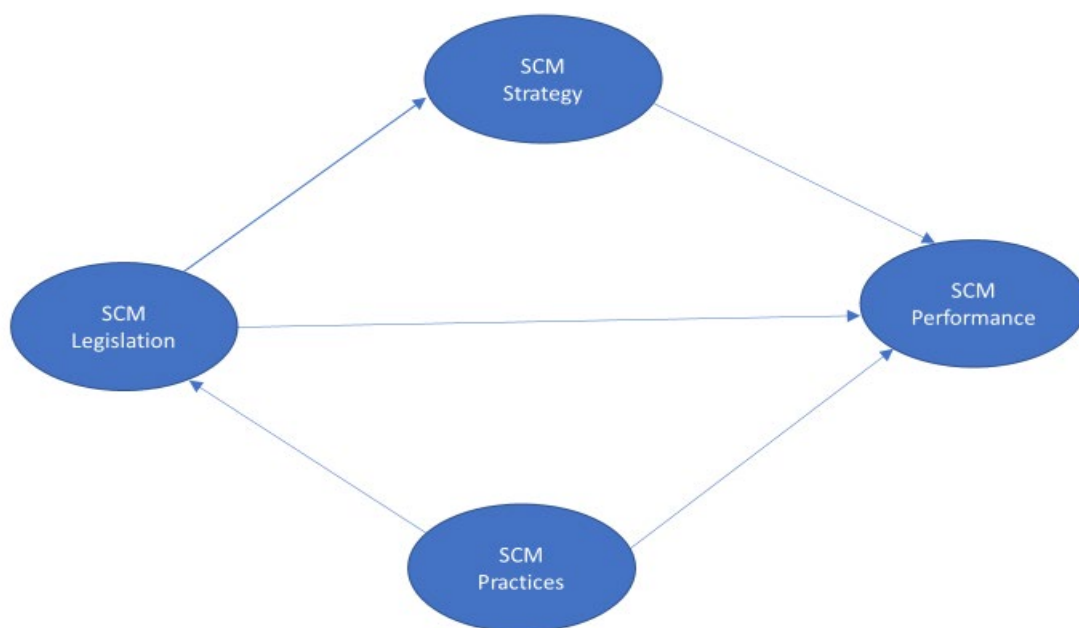 SCM
Strategy
SCM
Legislation
SCM
Performance
SCM
Practices